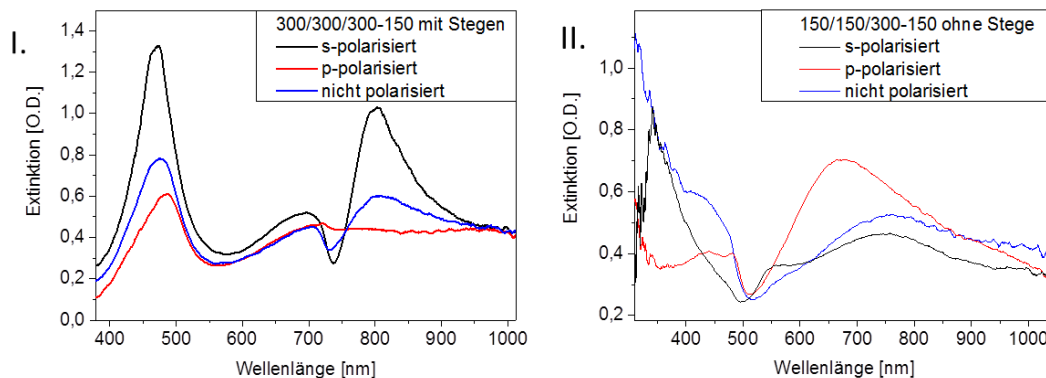 I.
300/300/300-150 mit Stegen
s-polarisiert
p-polarisiert
nicht polarisiert
Extinktion [O.D.]
1,4
1,2
1,0
0,8
0,6
0,4
0,2
0,0
400 500 600 700 800 900 1000
Wellenlänge [nm]
II.
150/150/300-150 ohne Stege
s-polarisiert
p-polarisiert
nicht polarisiert
Extinktion [O.D.]
1,0
0,8
0,6
0,4
0,2
400 500 600 700 800 900 1000
Wellenlänge [nm]